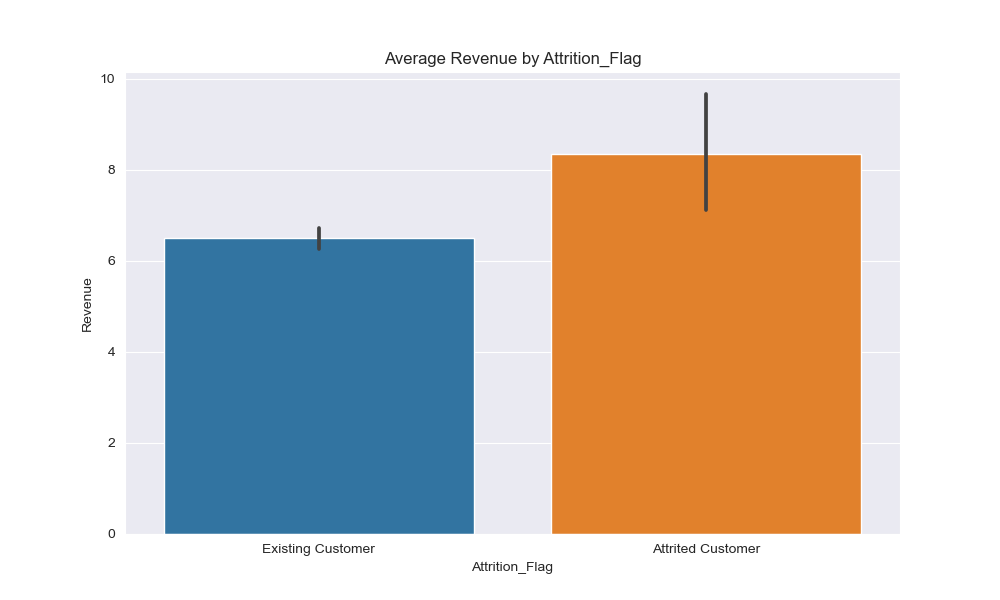 Average Revenue by Attrition_Flag
10
8
6
4
2
0
Revenue
Existing Customer
Attrited Customer
Attrition_Flag